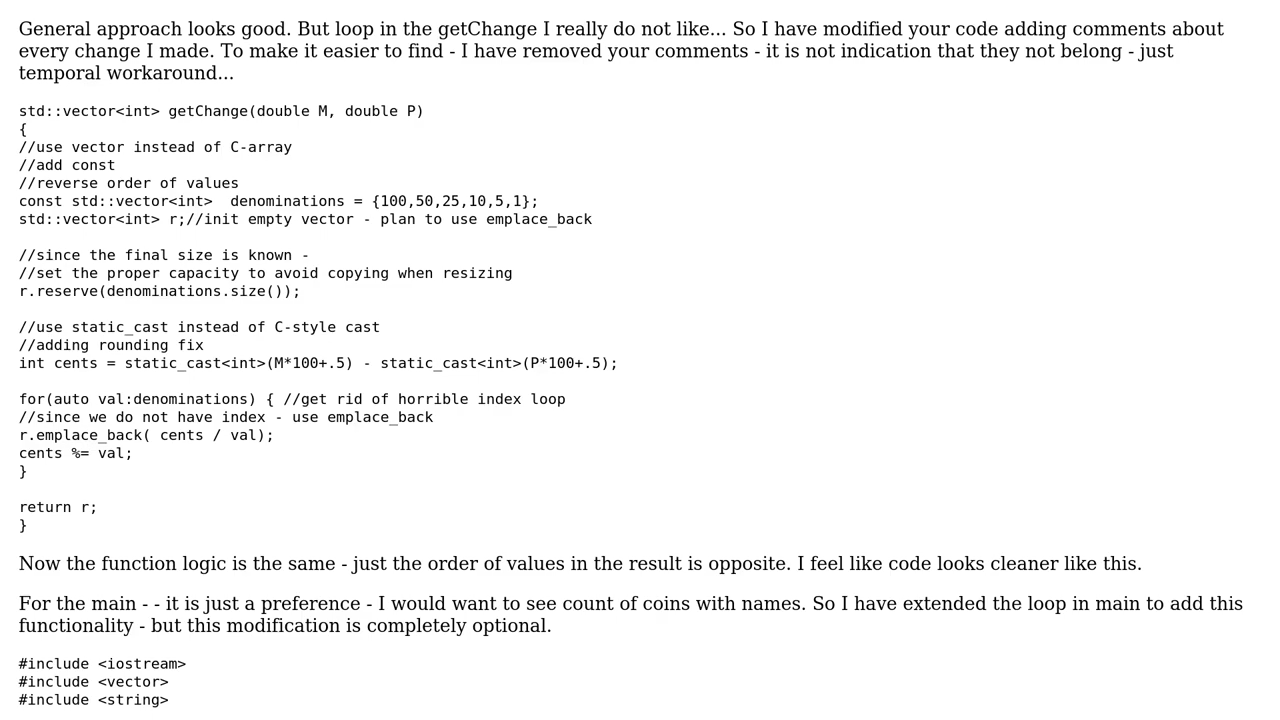 General approach looks good. But loop in the getChange I really do not like... So I have modified your code adding comments about
every change I made. To make it easier to find - I have removed your comments - it is not indication that they not belong - just
temporal workaround...
std::vector<int> getChange(double M, double P)
{
//use vector instead of C-array
//add const
//reverse order of values
const std::vector<int>  denominations = {100,50,25,10,5,1};
std::vector<int> r;//init empty vector - plan to use emplace_back
//since the final size is known -
//set the proper capacity to avoid copying when resizing
r.reserve(denominations.size());
//use static_cast instead of C-style cast
//adding rounding fix
int cents = static_cast<int>(M*100+.5) - static_cast<int>(P*100+.5);
for(auto val:denominations) { //get rid of horrible index loop
//since we do not have index - use emplace_back
r.emplace_back( cents / val);
cents %= val;
}
return r;
}
Now the function logic is the same - just the order of values in the result is opposite. I feel like code looks cleaner like this.
For the main - - it is just a preference - I would want to see count of coins with names. So I have extended the loop in main to add this
functionality - but this modification is completely optional.
#include <iostream>
#include <vector>
#include <string>